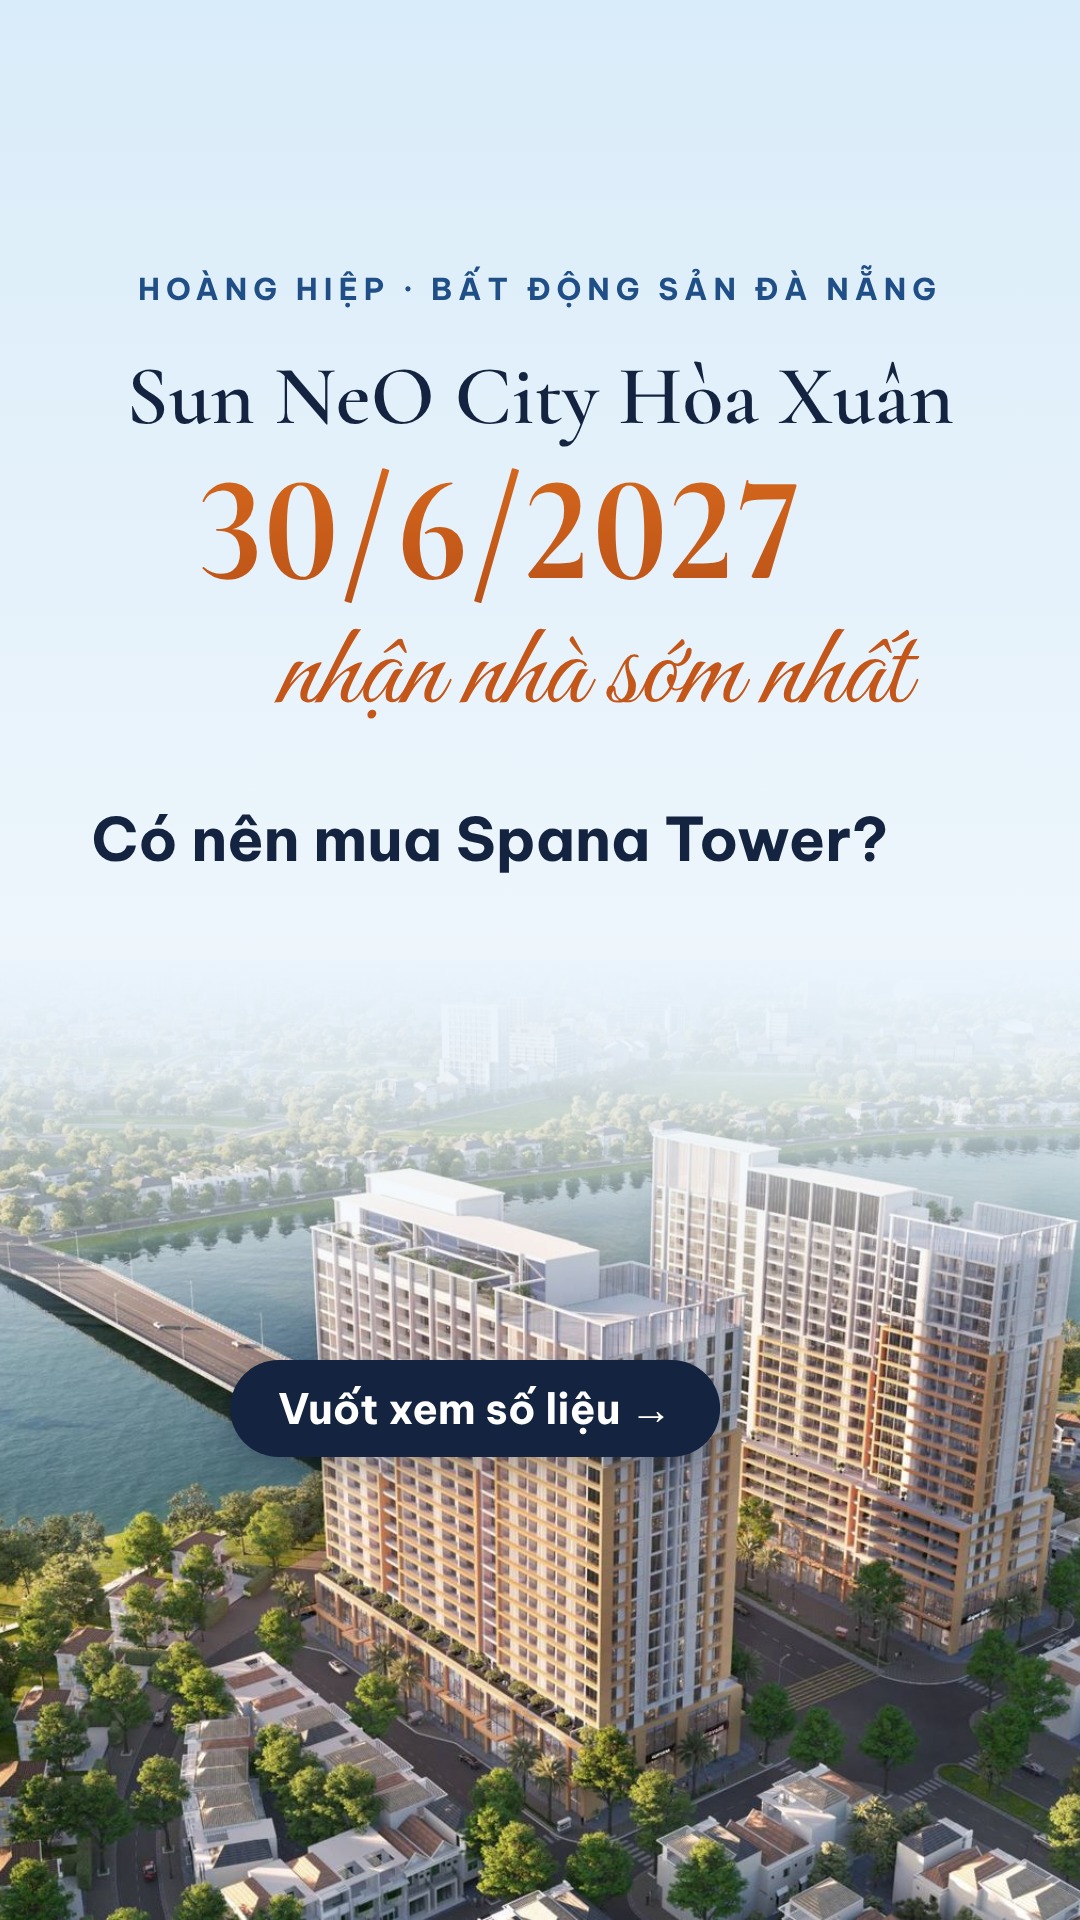 HOÀNG HIỆP · BẤT ĐỘNG SẢN ĐÀ NẴNG
Sun NeO City Hòa Xuân
30/6/2027
nhận nhà sớm nhất
Có nên mua Spana Tower?
Vuốt xem số liệu →